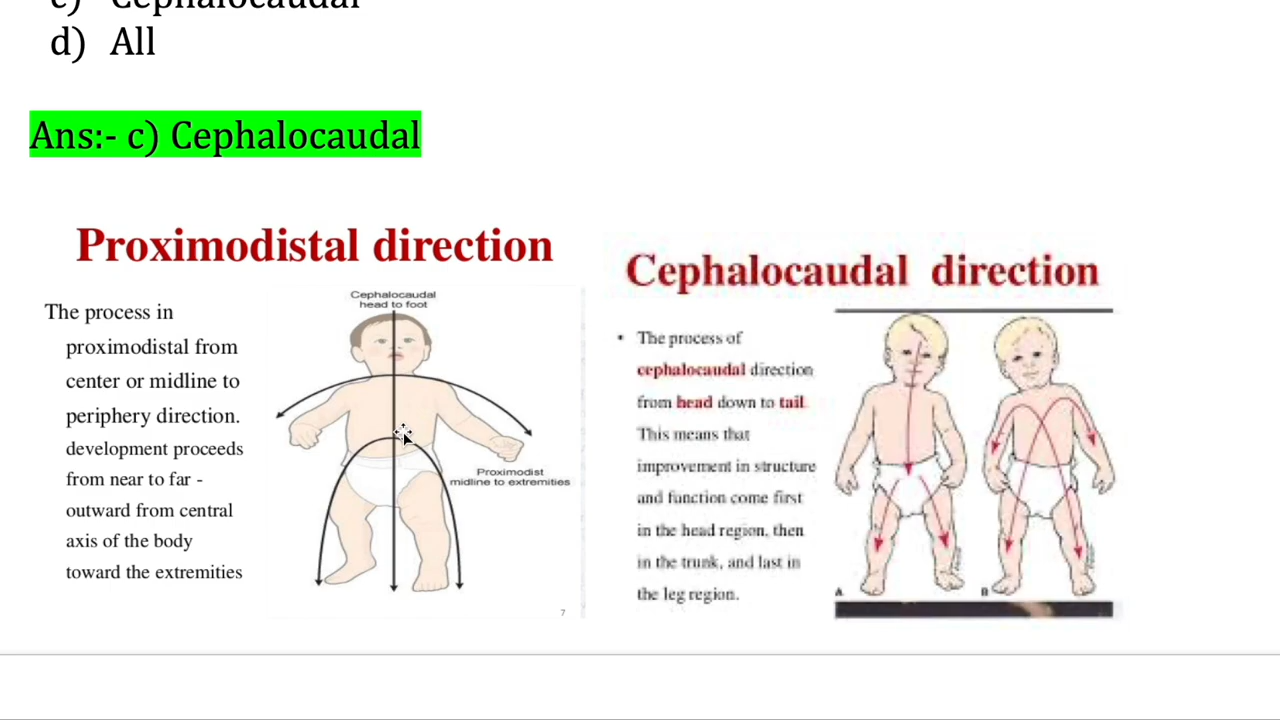 c) Cephalocaudal
d) All
Ans:- c) Cephalocaudal
Proximodistal direction
The process in
proximodistal from
center or midline to
periphery direction.
development proceeds
from near to far -
outward from central
axis of the body
toward the extremities
Cephalocaudal
head to foot
Proximodist
midline to extremities
7
Cephalocaudal direction
• The process of
cephalocaudal direction
from head down to tail
This means that
improvement in structure
and function come first
in the head region, then
in the trunk, and last in
the leg region.
A
B